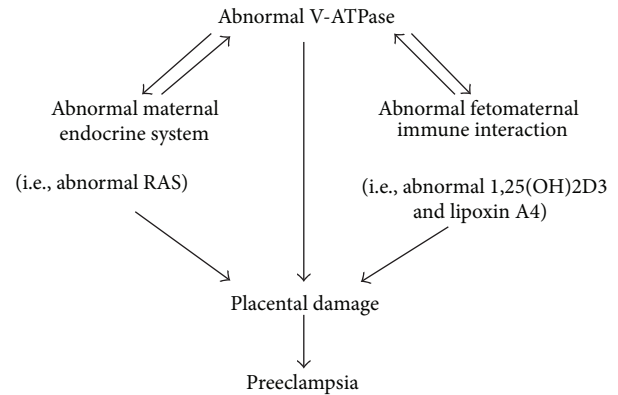 Abnormal V-ATPase
Abnormal maternal
endocrine system
(i.e., abnormal RAS)
Abnormal fetomaternal
immune interaction
(i.e., abnormal 1,25(OH)2D3
and lipoxin A4)
Placental damage
Preeclampsia